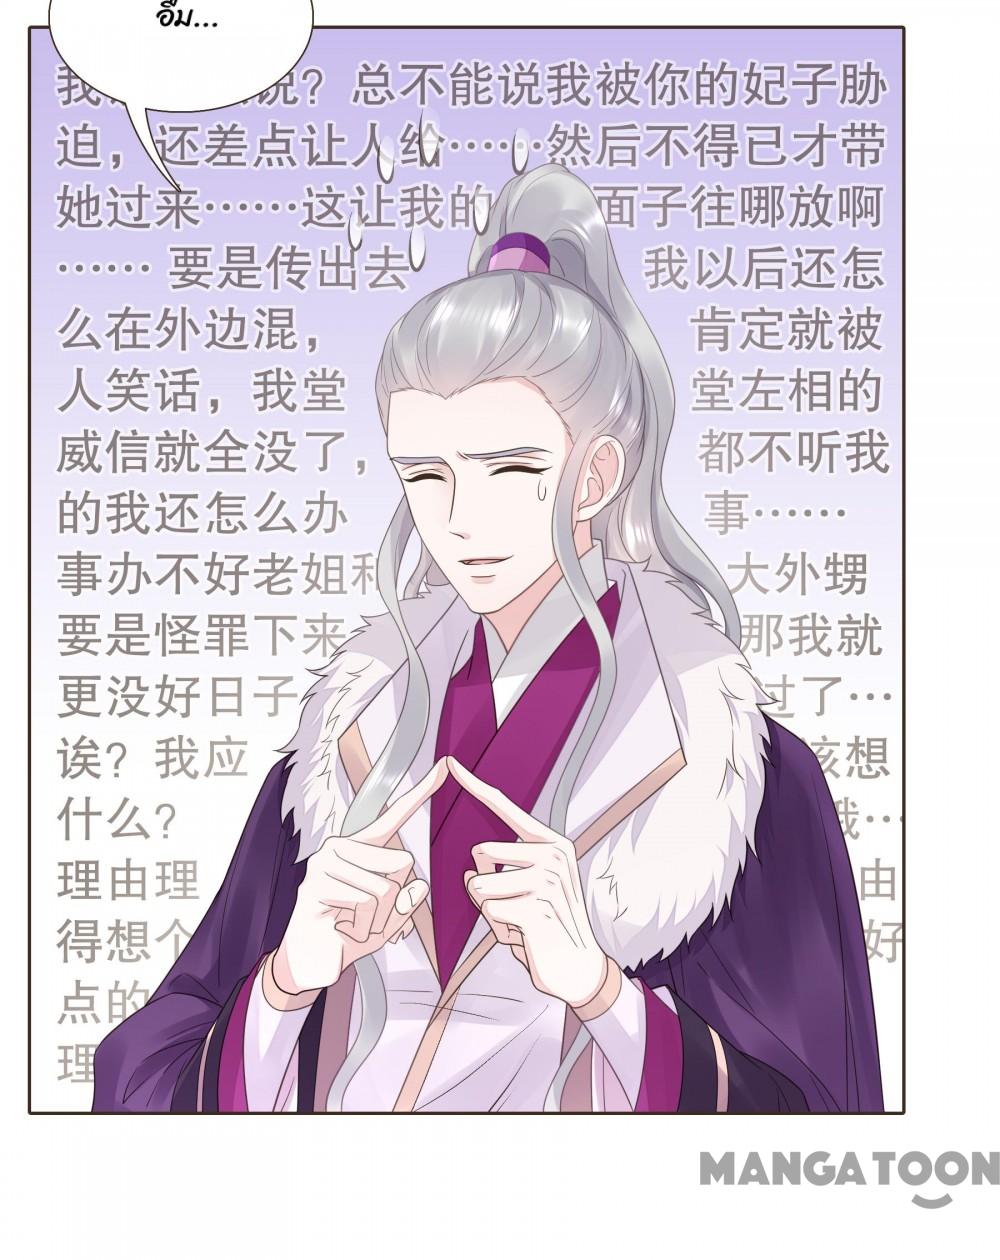 อืม...
我 说？总不能说我被你的妃子胁
迫，还差点让人给……然后不得已才带
她过来……这让我的 面子往哪放啊
…… 要是传出去 我以后还怎
么在外边混， 肯定就被
人笑话，我堂 堂左相的
威信就全没了， 都不听我
的我还怎么办 事……
事办不好老姐和 大外甥
要是怪罪下来 那我就
更没好日子 过了…
诶？我应 该想
什么？ 我…
理由理 由
得想个 好
点的
理
MANGATOON